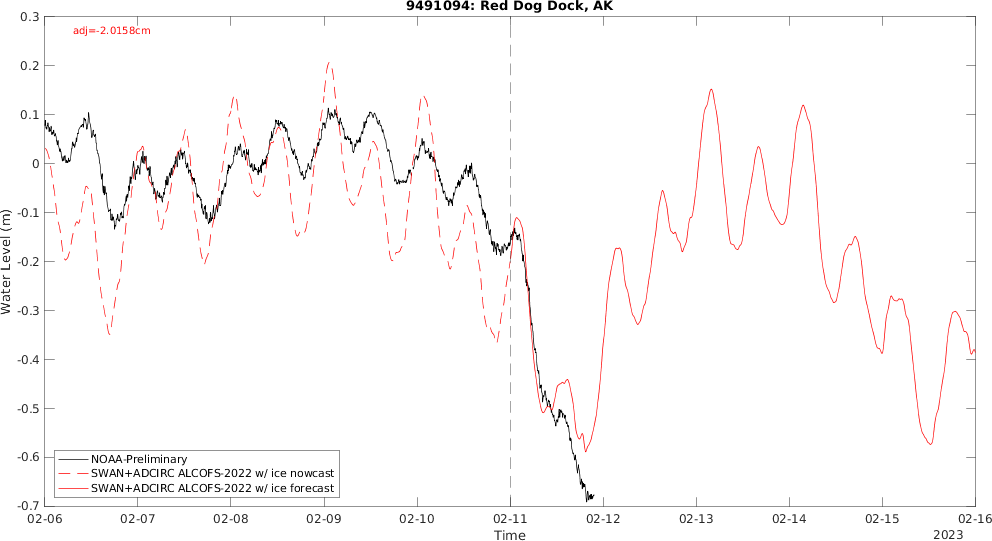 9491094: Red Dog Dock, AK
adj=-2.0158cm
0.3
0.2
0.1
0
-0.1
-0.2
-0.3
-0.4
-0.5
-0.6
-0.7
Water Level (m)
NOAA-Preliminary
SWAN+ADCIRC ALCOFS-2022 w/ ice nowcast
SWAN+ADCIRC ALCOFS-2022 w/ ice forecast
02-06 02-07 02-08 02-09 02-10 02-11 02-12 02-13 02-14 02-15 02-16
Time
2023